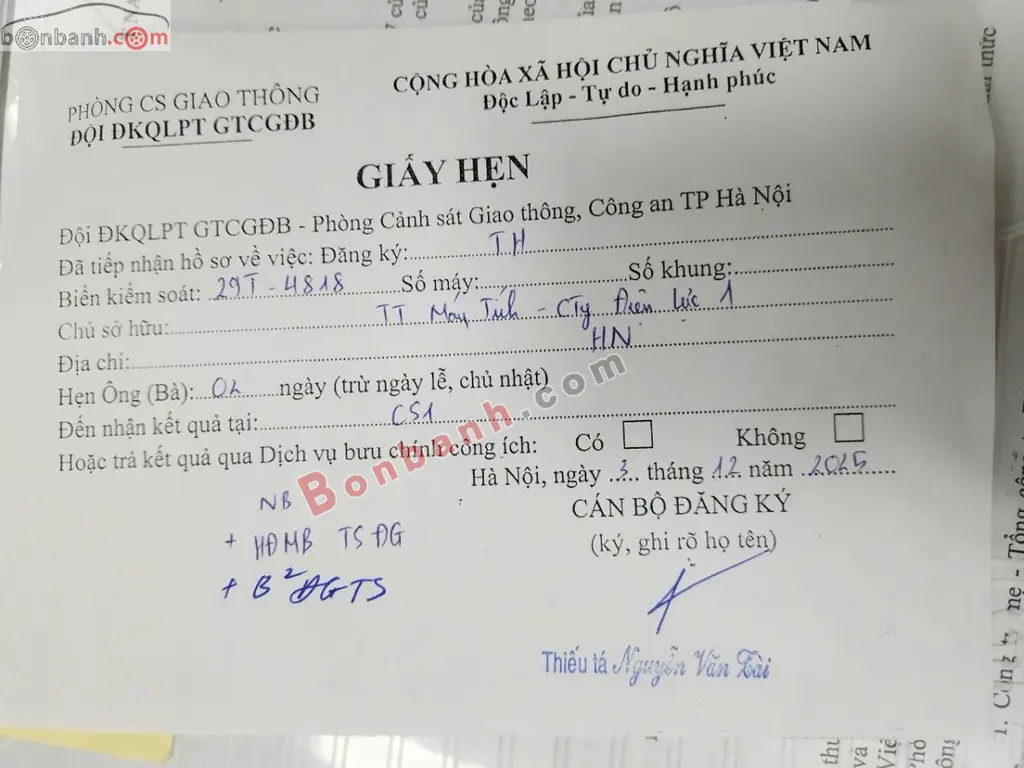 bonbanh.com
PHÒNG CS GIAO THÔNG
ĐỘI ĐKQLPT GTCGĐB
CỘNG HÒA XÃ HỘI CHỦ NGHĨA VIỆT NAM
Độc Lập - Tự do - Hạnh phúc
GIẤY HẸN
Đội ĐKQLPT GTCGĐB - Phòng Cảnh sát Giao thông, Công an TP Hà Nội
Đã tiếp nhận hồ sơ về việc: Đăng ký: TH
Biển kiểm soát: 29T-4818 Số máy: Số khung:
Chủ sở hữu: TT Máy Tính - CTy Điện lực 1
Địa chỉ: HN
Hẹn Ông (Bà): 02 ngày (trừ ngày lễ, chủ nhật)
Đến nhận kết quả tại: CS1
Hoặc trả kết quả qua Dịch vụ bưu chính công ích: Có Không
Hà Nội, ngày 3 tháng 12 năm 2025
CÁN BỘ ĐĂNG KÝ
(ký, ghi rõ họ tên)
NB
+ HĐMB TSĐG
+ B² ĐGTS
Thiếu tá Nguyễn Văn Tài
Bonbanh.com